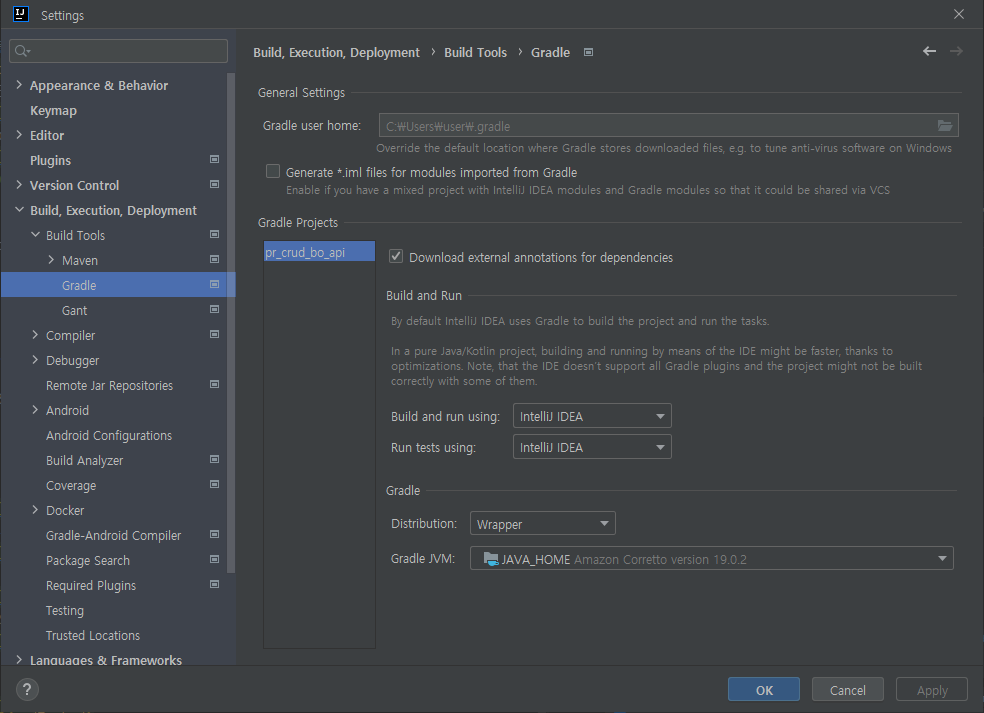 Settings
Build, Execution, Deployment › Build Tools › Gradle
Appearance & Behavior
Keymap
Editor
Plugins
Version Control
Build, Execution, Deployment
Build Tools
Maven
Gradle
Gant
Compiler
Debugger
Remote Jar Repositories
Android
Android Configurations
Build Analyzer
Coverage
Docker
Gradle-Android Compiler
Package Search
Required Plugins
Testing
Trusted Locations
Languages & Frameworks
General Settings
Gradle user home: C:₩Users₩user₩.gradle
Override the default location where Gradle stores downloaded files, e.g. to tune anti-virus software on Windows
Generate *.iml files for modules imported from Gradle
Enable if you have a mixed project with IntelliJ IDEA modules and Gradle modules so that it could be shared via VCS
Gradle Projects
pr_crud_bo_api
Download external annotations for dependencies
Build and Run
By default IntelliJ IDEA uses Gradle to build the project and run the tasks.
In a pure Java/Kotlin project, building and running by means of the IDE might be faster, thanks to
optimizations. Note, that the IDE doesn't support all Gradle plugins and the project might not be built
correctly with some of them.
Build and run using: IntelliJ IDEA
Run tests using: IntelliJ IDEA
Gradle
Distribution: Wrapper
Gradle JVM: JAVA_HOME Amazon Corretto version 19.0.2
?
OK
Cancel
Apply